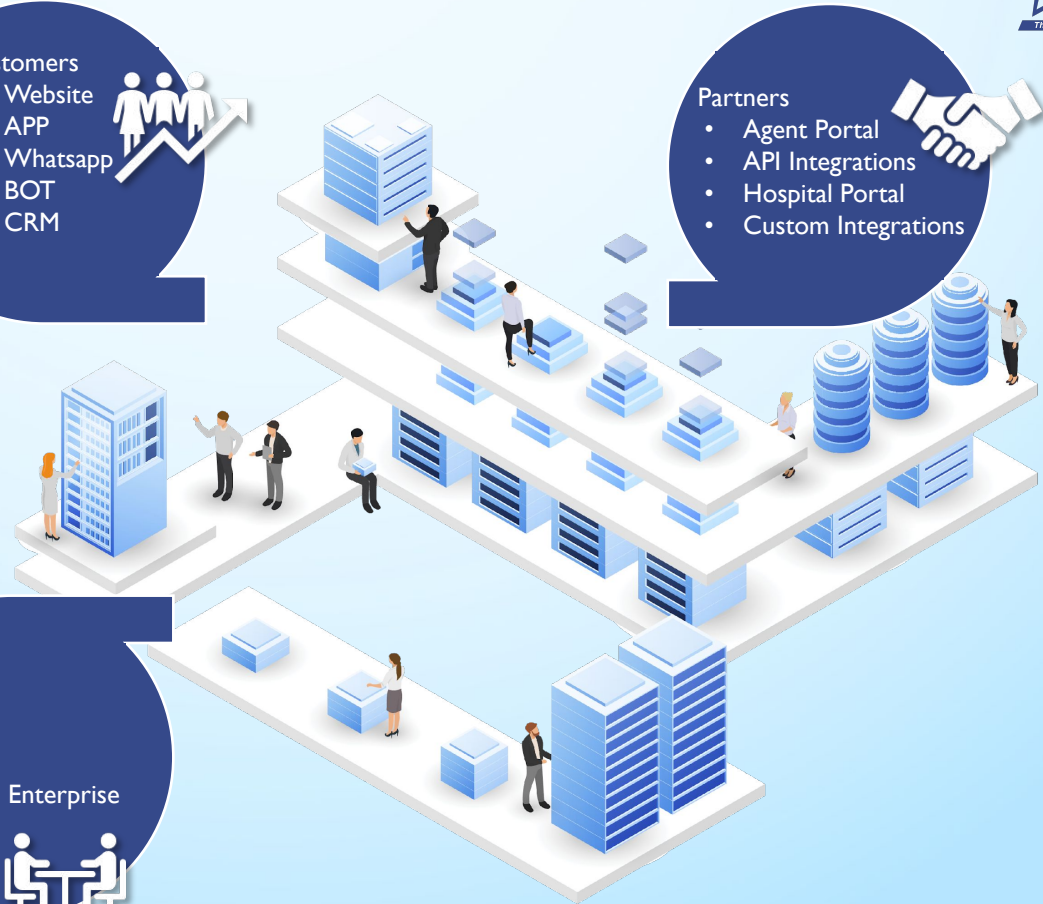 tomers
Website
APP
Whatsapp
BOT
CRM
Partners
• Agent Portal
• API Integrations
• Hospital Portal
• Custom Integrations
Enterprise